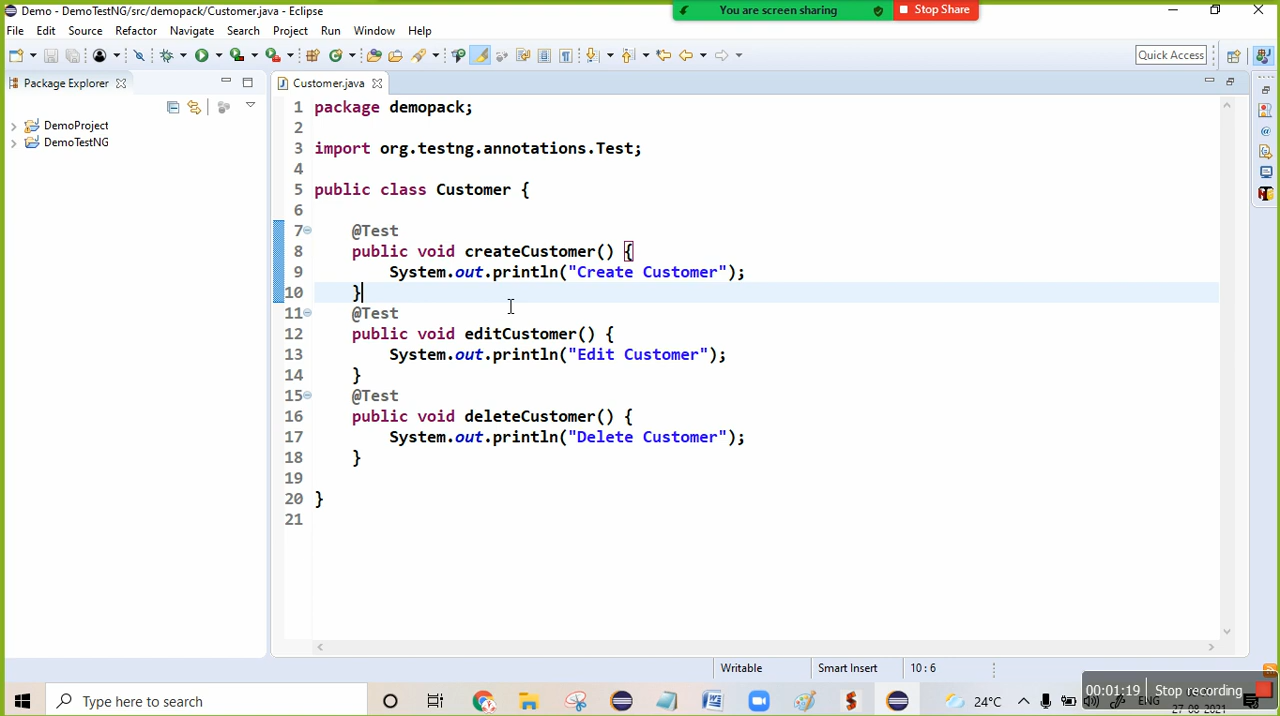 Demo - DemoTestNG/src/demopack/Customer.java - Eclipse
You are screen sharing
Stop Share
File Edit Source Refactor Navigate Search Project Run Window Help
Quick Access
Package Explorer
Customer.java
DemoProject
DemoTestNG
1 package demopack;
2
3 import org.testng.annotations.Test;
4
5 public class Customer {
6
7 @Test
8 public void createCustomer() {
9 System.out.println("Create Customer");
10 }
11 @Test
12 public void editCustomer() {
13 System.out.println("Edit Customer");
14 }
15 @Test
16 public void deleteCustomer() {
17 System.out.println("Delete Customer");
18 }
19
20 }
21
Writable Smart Insert 10 : 6
Type here to search
24°C
ENG
00:01:19 Stop recording
27-08-2021